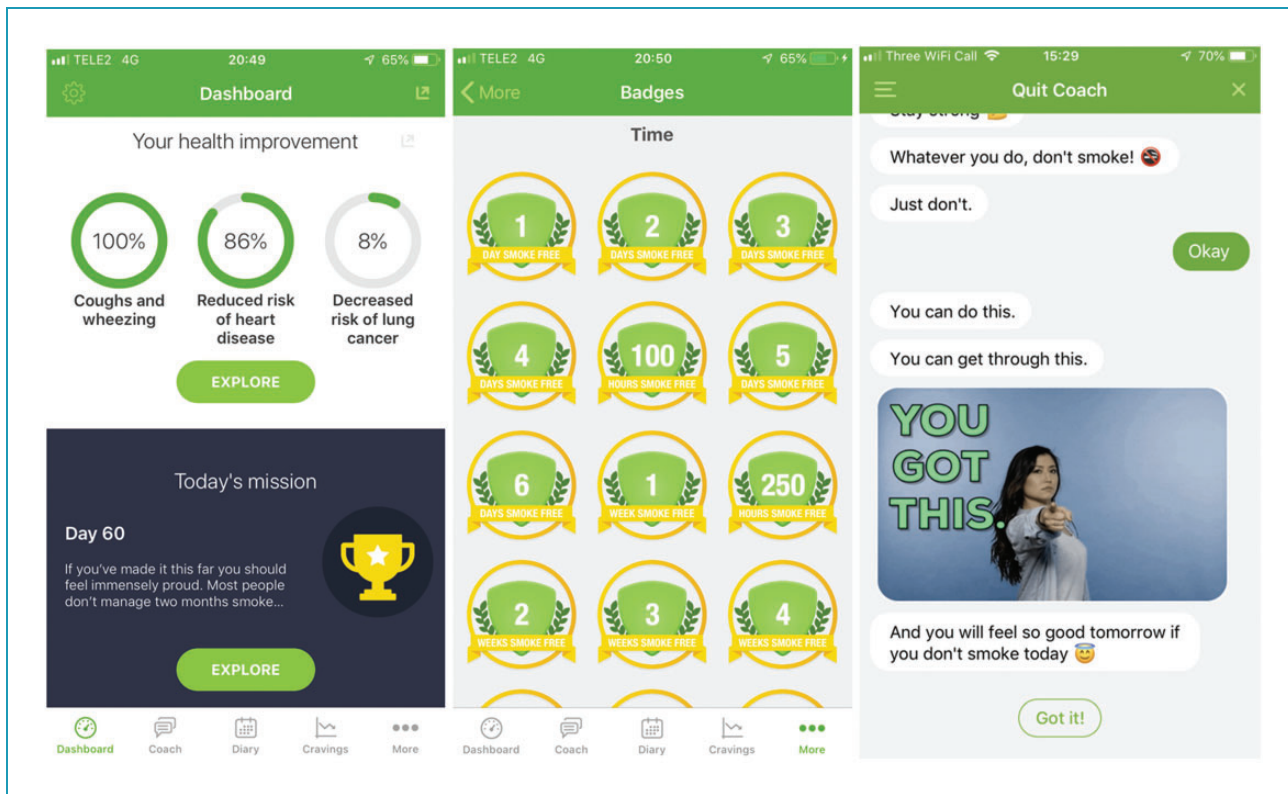 TELE2 4G 20:49 65%
Dashboard
Your health improvement
100% 86% 8%
Coughs and
wheezing
Reduced risk
of heart
disease
Decreased
risk of lung
cancer
EXPLORE
Today's mission
Day 60
If you've made it this far you should
feel immensely proud. Most people
don't manage two months smoke...
EXPLORE
Dashboard Coach Diary Cravings More
TELE2 4G 20:50 65%
More Badges
Time
1
DAY SMOKE FREE
2
DAYS SMOKE FREE
3
DAYS SMOKE FREE
4
DAYS SMOKE FREE
100
HOURS SMOKE FREE
5
DAYS SMOKE FREE
6
DAYS SMOKE FREE
1
WEEK SMOKE FREE
250
HOURS SMOKE FREE
2
WEEKS SMOKE FREE
3
WEEKS SMOKE FREE
4
WEEKS SMOKE FREE
Dashboard Coach Diary Cravings More
Three WiFi Call 15:29 70%
Quit Coach
Stay strong 💪
Whatever you do, don't smoke! 🚭
Just don't.
Okay
You can do this.
You can get through this.
YOU
GOT
THIS.
And you will feel so good tomorrow if
you don't smoke today 😇
Got it!